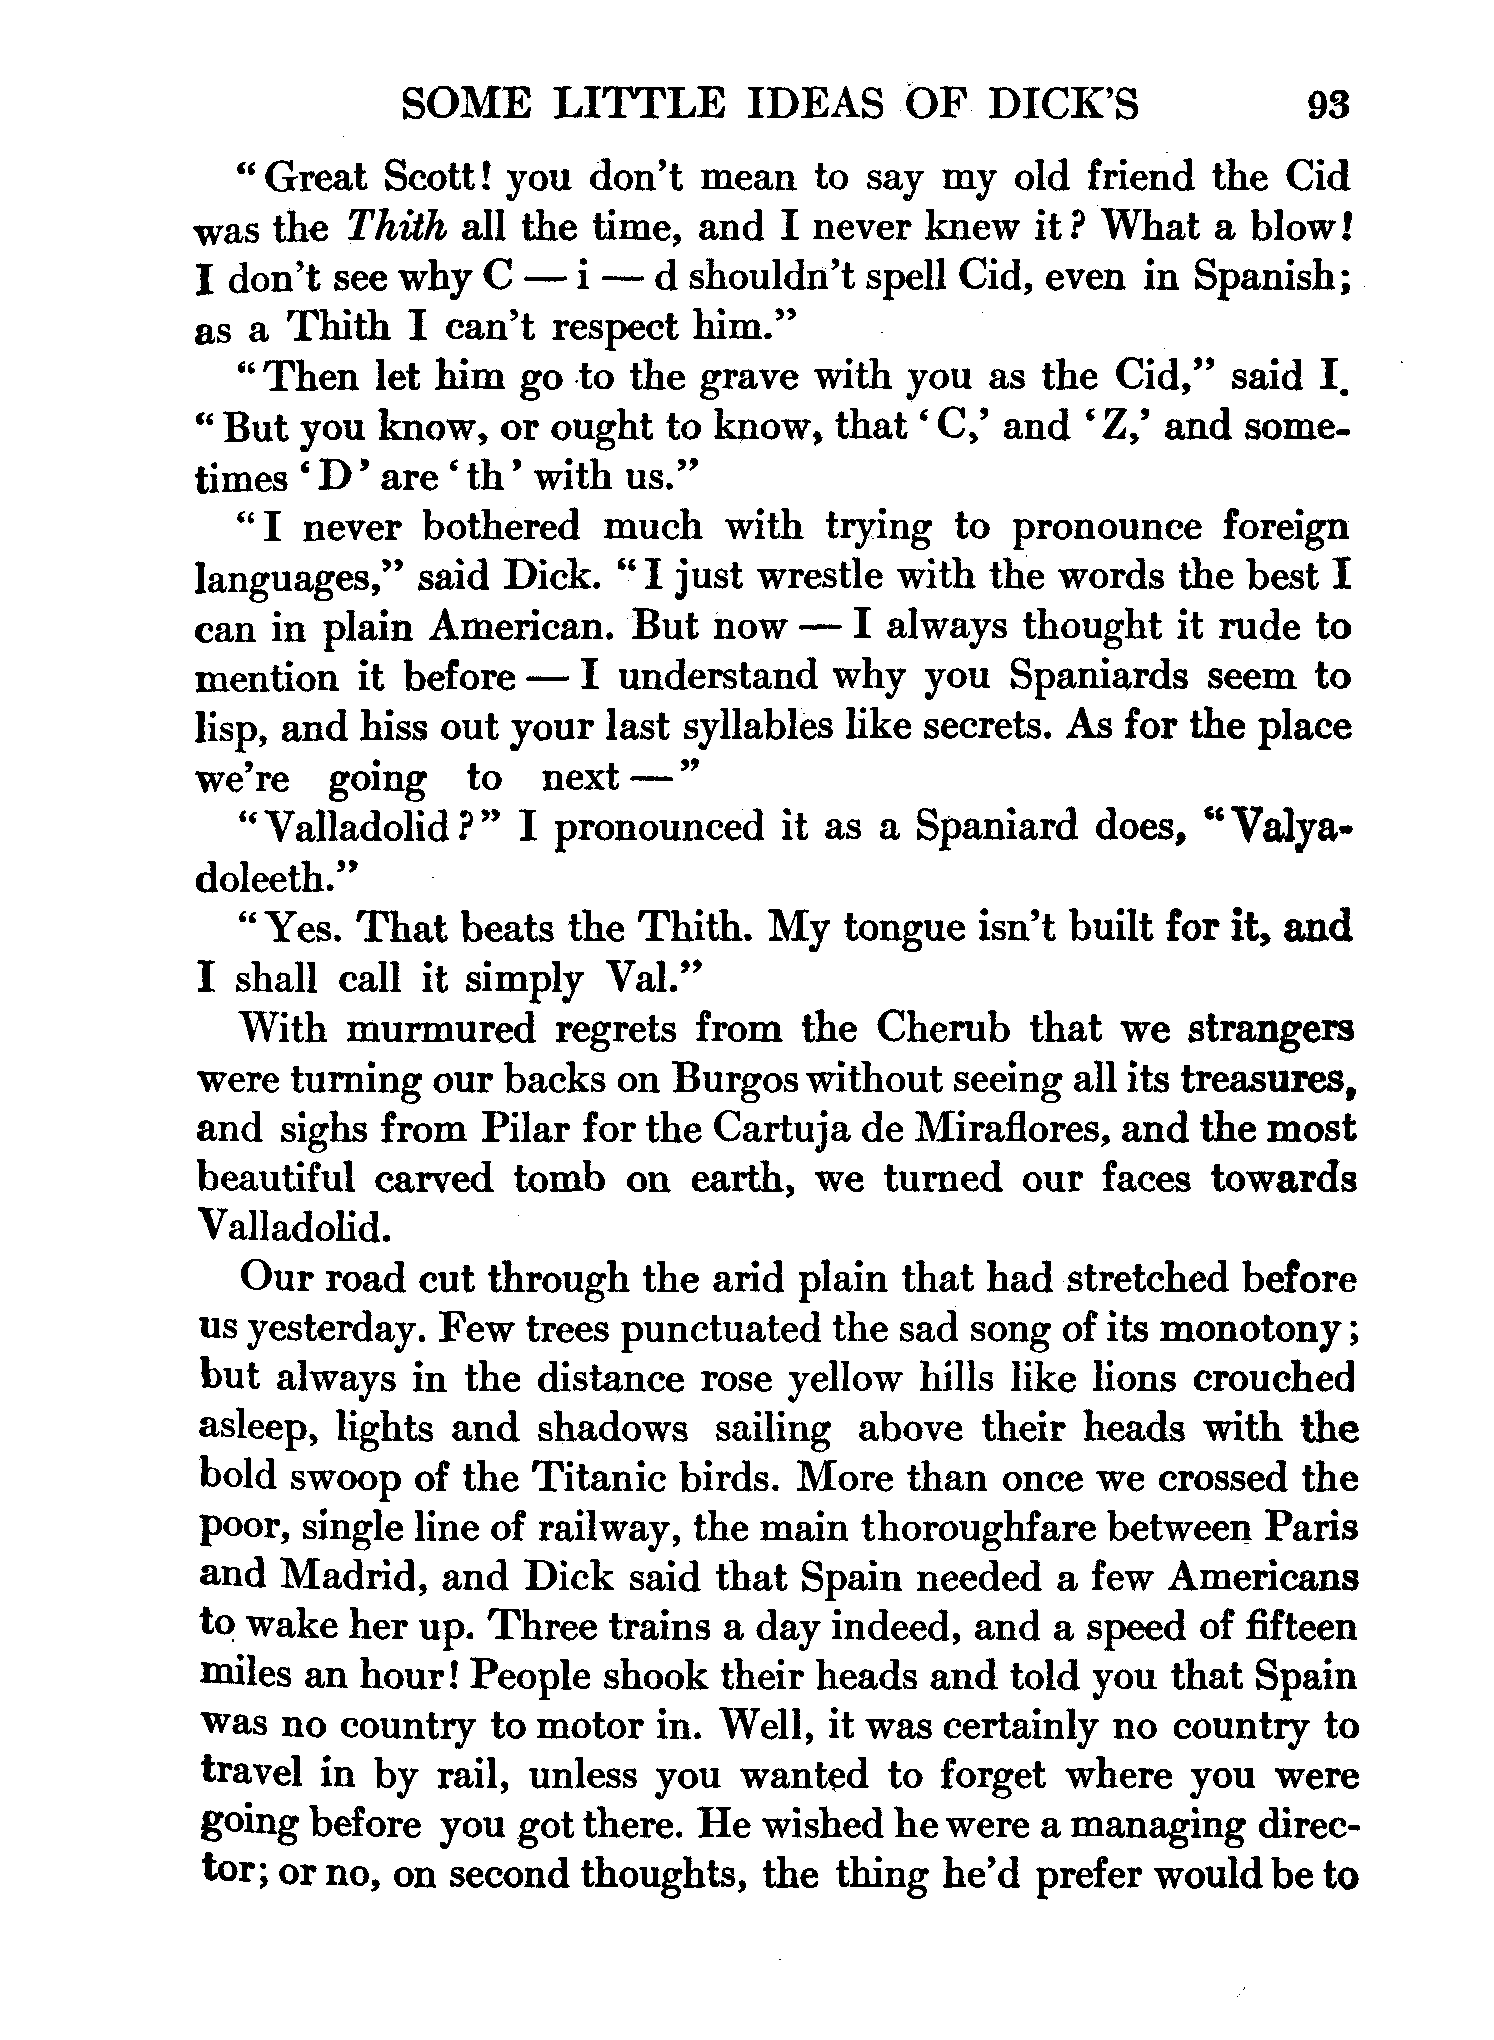 SOME LITTLE IDEAS OF DICK'S 93
"Great Scott! you don't mean to say my old friend the Cid
was the Thith all the time, and I never knew it? What a blow!
I don't see why C — i — d shouldn't spell Cid, even in Spanish;
as a Thith I can't respect him."
"Then let him go to the grave with you as the Cid," said I.
"But you know, or ought to know, that 'C,' and 'Z,' and some-
times 'D' are 'th' with us."
"I never bothered much with trying to pronounce foreign
languages," said Dick. "I just wrestle with the words the best I
can in plain American. But now — I always thought it rude to
mention it before — I understand why you Spaniards seem to
lisp, and hiss out your last syllables like secrets. As for the place
we're going to next —"
"Valladolid?" I pronounced it as a Spaniard does, "Valya-
doleeth."
"Yes. That beats the Thith. My tongue isn't built for it, and
I shall call it simply Val."
With murmured regrets from the Cherub that we strangers
were turning our backs on Burgos without seeing all its treasures,
and sighs from Pilar for the Cartuja de Miraflores, and the most
beautiful carved tomb on earth, we turned our faces towards
Valladolid.
Our road cut through the arid plain that had stretched before
us yesterday. Few trees punctuated the sad song of its monotony;
but always in the distance rose yellow hills like lions crouched
asleep, lights and shadows sailing above their heads with the
bold swoop of the Titanic birds. More than once we crossed the
poor, single line of railway, the main thoroughfare between Paris
and Madrid, and Dick said that Spain needed a few Americans
to wake her up. Three trains a day indeed, and a speed of fifteen
miles an hour! People shook their heads and told you that Spain
was no country to motor in. Well, it was certainly no country to
travel in by rail, unless you wanted to forget where you were
going before you got there. He wished he were a managing direc-
tor; or no, on second thoughts, the thing he'd prefer would be to